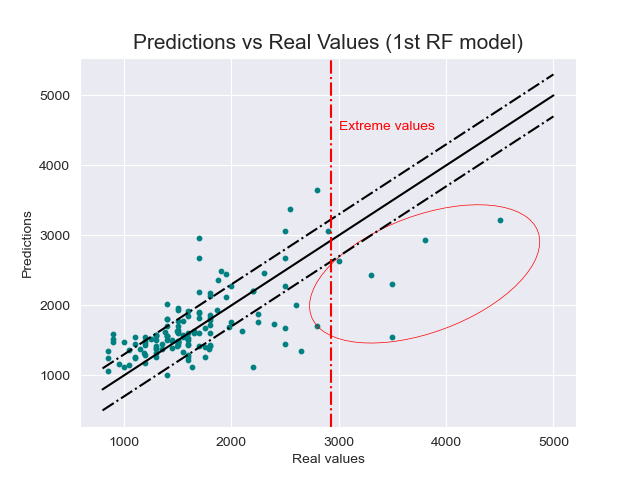 Predictions vs Real Values (1st RF model)
5000
Extreme values
4000
3000
2000
1000
Predictions
1000 2000 3000 4000 5000
Real values